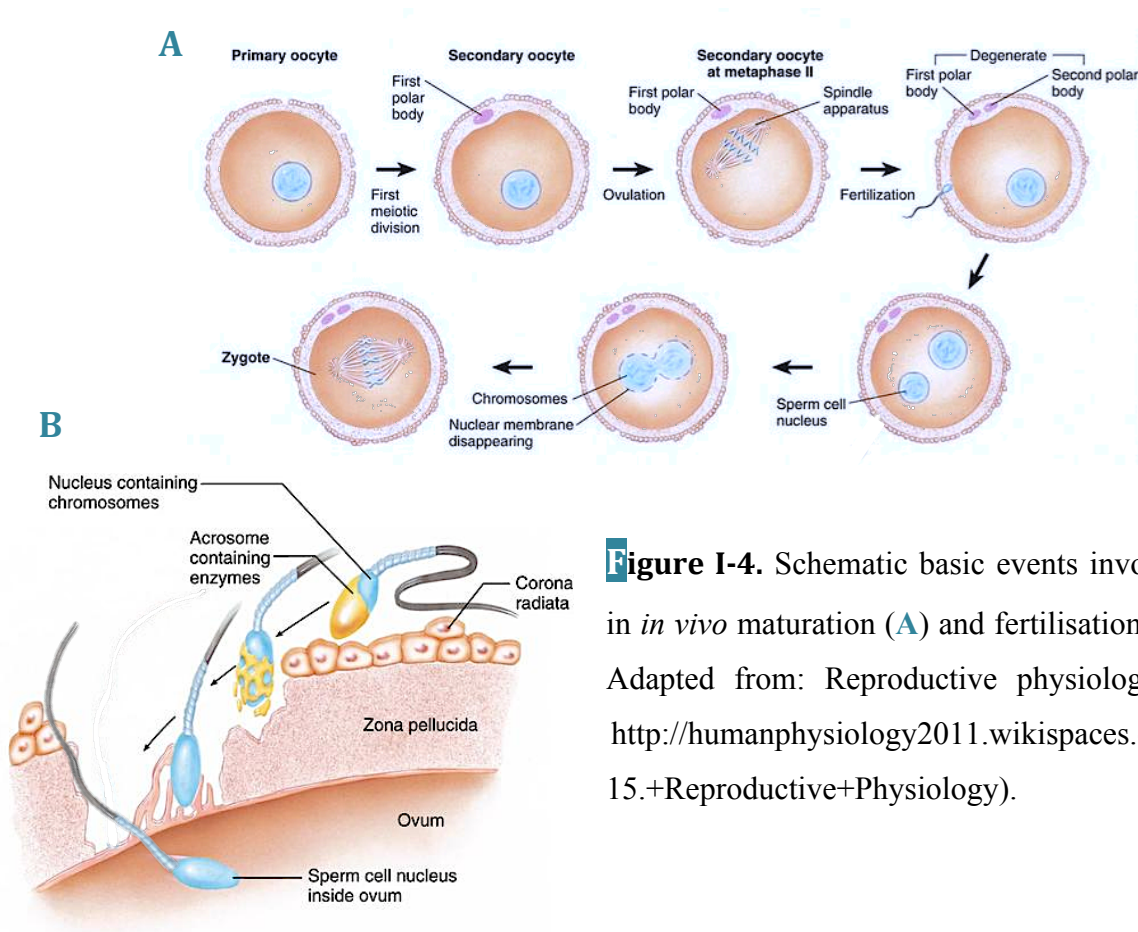 A
Primary oocyte
Secondary oocyte
Secondary oocyte
at metaphase II
Degenerate
First
polar
body
First polar
body
Spindle
apparatus
First polar
body
Second polar
body
First
meiotic
division
Ovulation
Fertilization
Zygote
Chromosomes
Nuclear membrane
disappearing
Sperm cell
nucleus
B
Nucleus containing
chromosomes
Acrosome
containing
enzymes
Corona
radiata
Zona pellucida
Ovum
Sperm cell nucleus
inside ovum
Figure I-4. Schematic basic events invo
in in vivo maturation (A) and fertilisation
Adapted from: Reproductive physiolog
http://humanphysiology2011.wikispaces.
15.+Reproductive+Physiology).